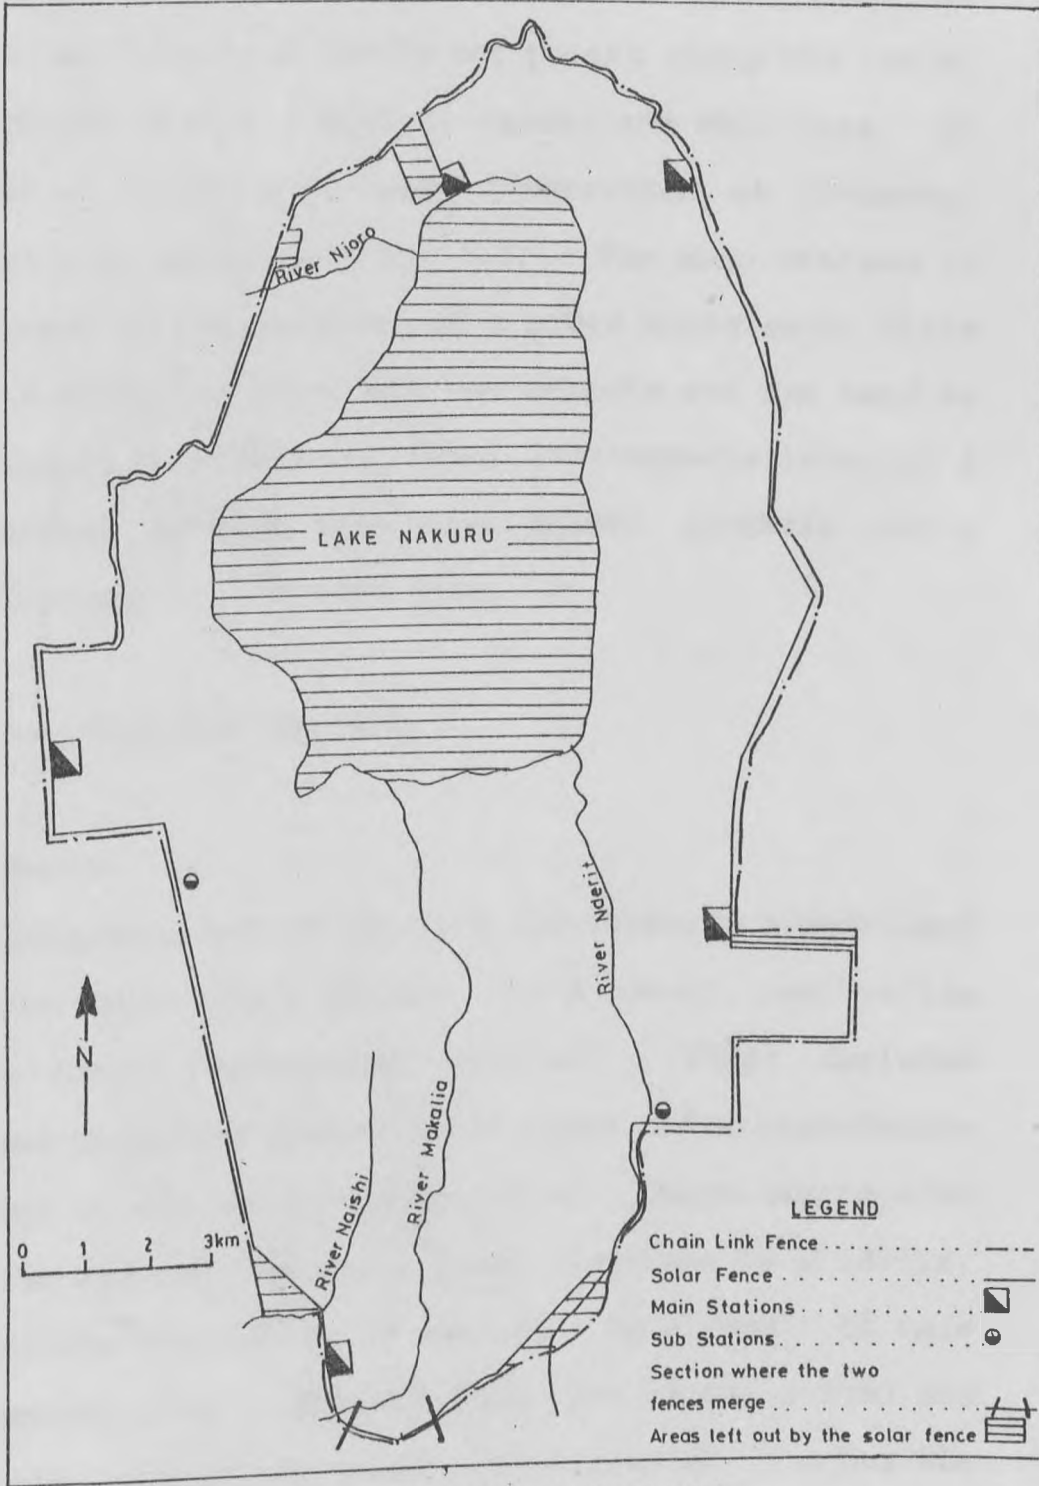 River Njoro
LAKE NAKURU
River Nderit
N
River Makalia
River Naishi
0 1 2 3km
LEGEND
Chain Link Fence
Solar Fence
Main Stations
Sub Stations
Section where the two
fences merge
Areas left out by the solar fence